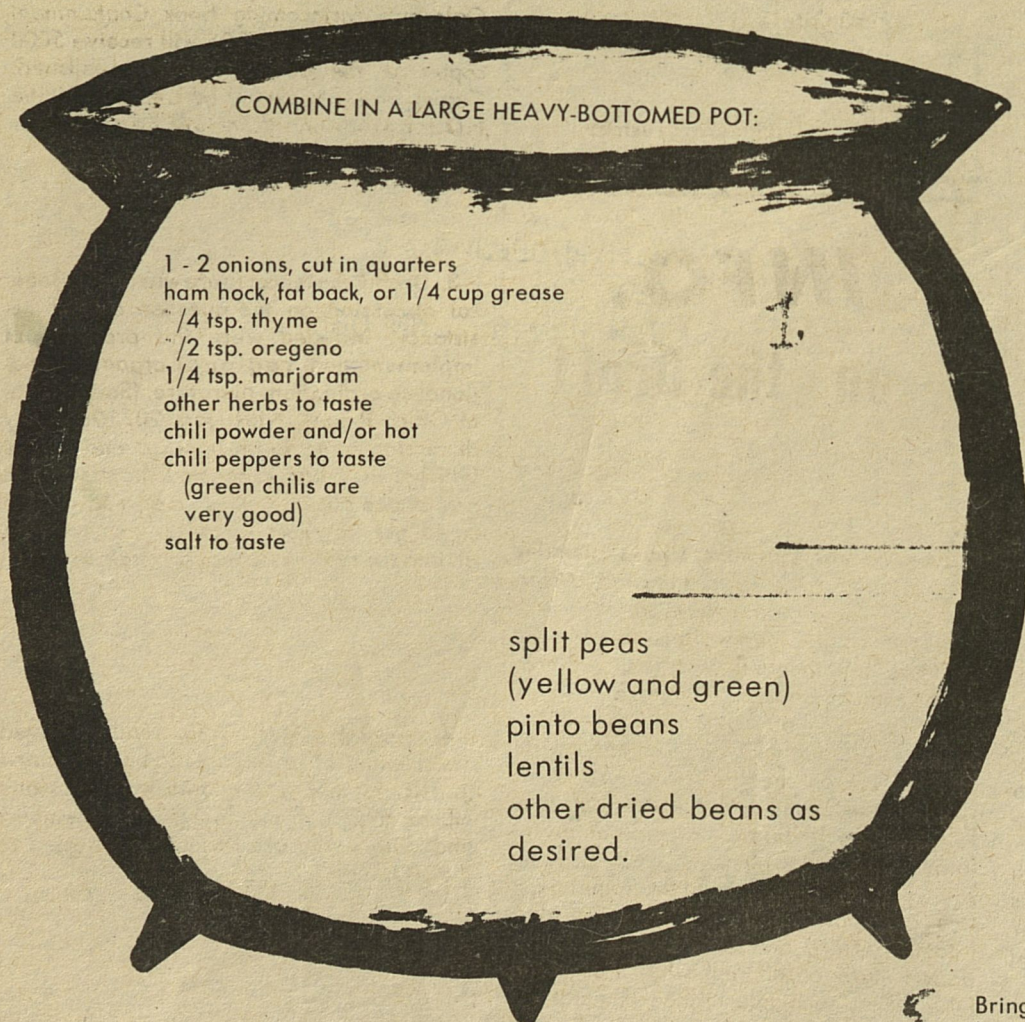 COMBINE IN A LARGE HEAVY-BOTTOMED POT:
1 - 2 onions, cut in quarters
ham hock, fat back, or 1/4 cup grease
/4 tsp. thyme
/2 tsp. oregeno
1/4 tsp. marjoram
other herbs to taste
chili powder and/or hot
chili peppers to taste
(green chilis are
very good)
salt to taste
1.
split peas
(yellow and green)
pinto beans
lentils
other dried beans as
desired.
Bring